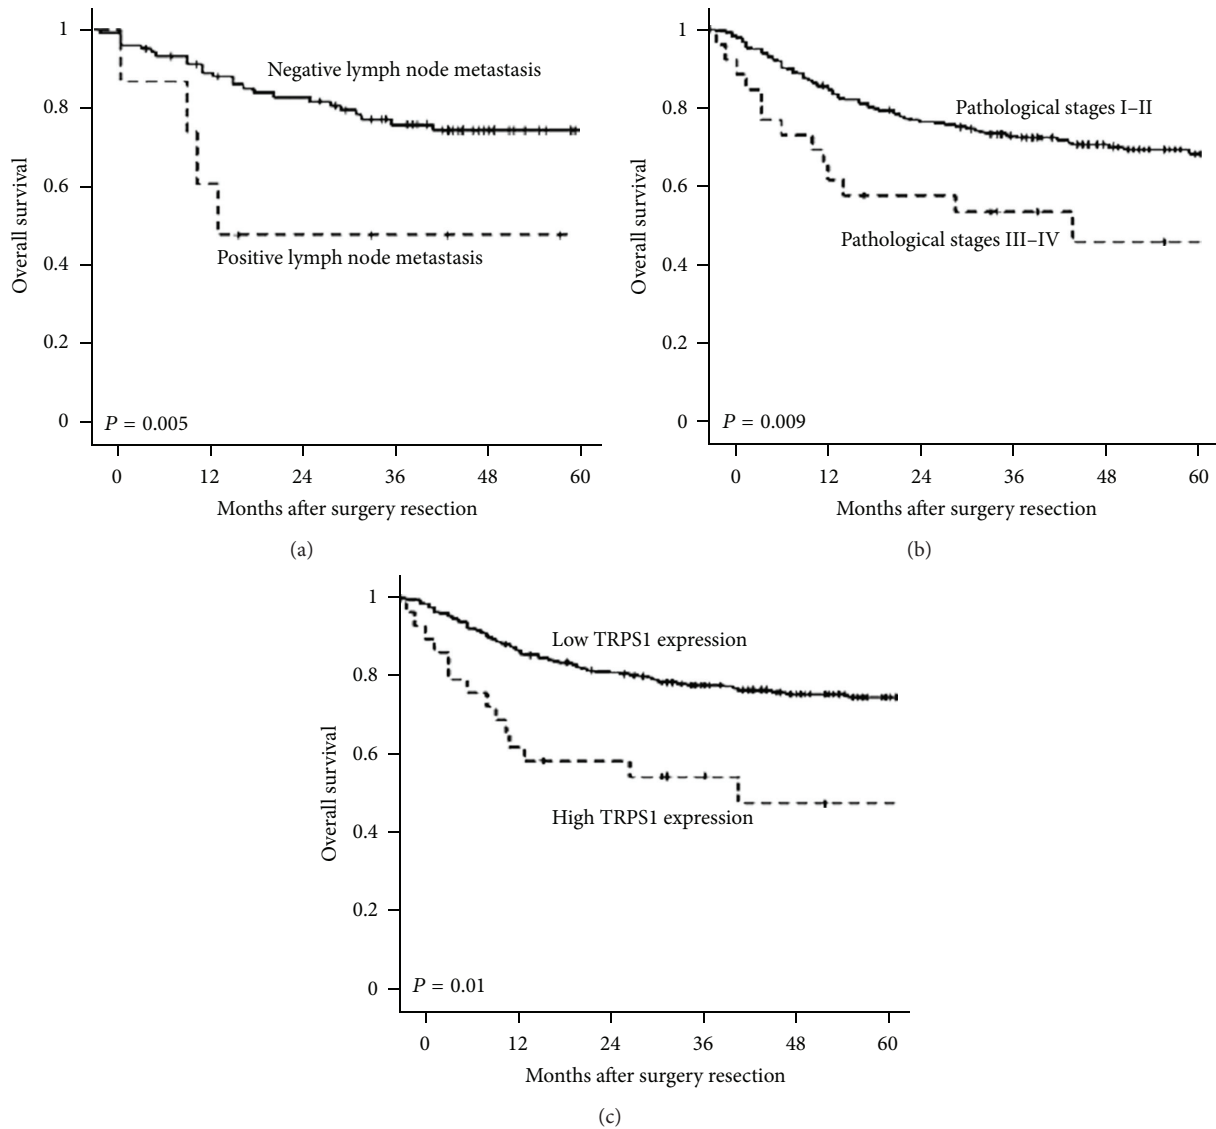 1
0.8
0.6
0.4
0.2
0
Overall survival
Negative lymph node metastasis
Positive lymph node metastasis
P = 0.005
0 12 24 36 48 60
Months after surgery resection
(a)
1
0.8
0.6
0.4
0.2
0
Overall survival
Pathological stages I–II
Pathological stages III–IV
P = 0.009
0 12 24 36 48 60
Months after surgery resection
(b)
1
0.8
0.6
0.4
0.2
0
Overall survival
Low TRPS1 expression
High TRPS1 expression
P = 0.01
0 12 24 36 48 60
Months after surgery resection
(c)